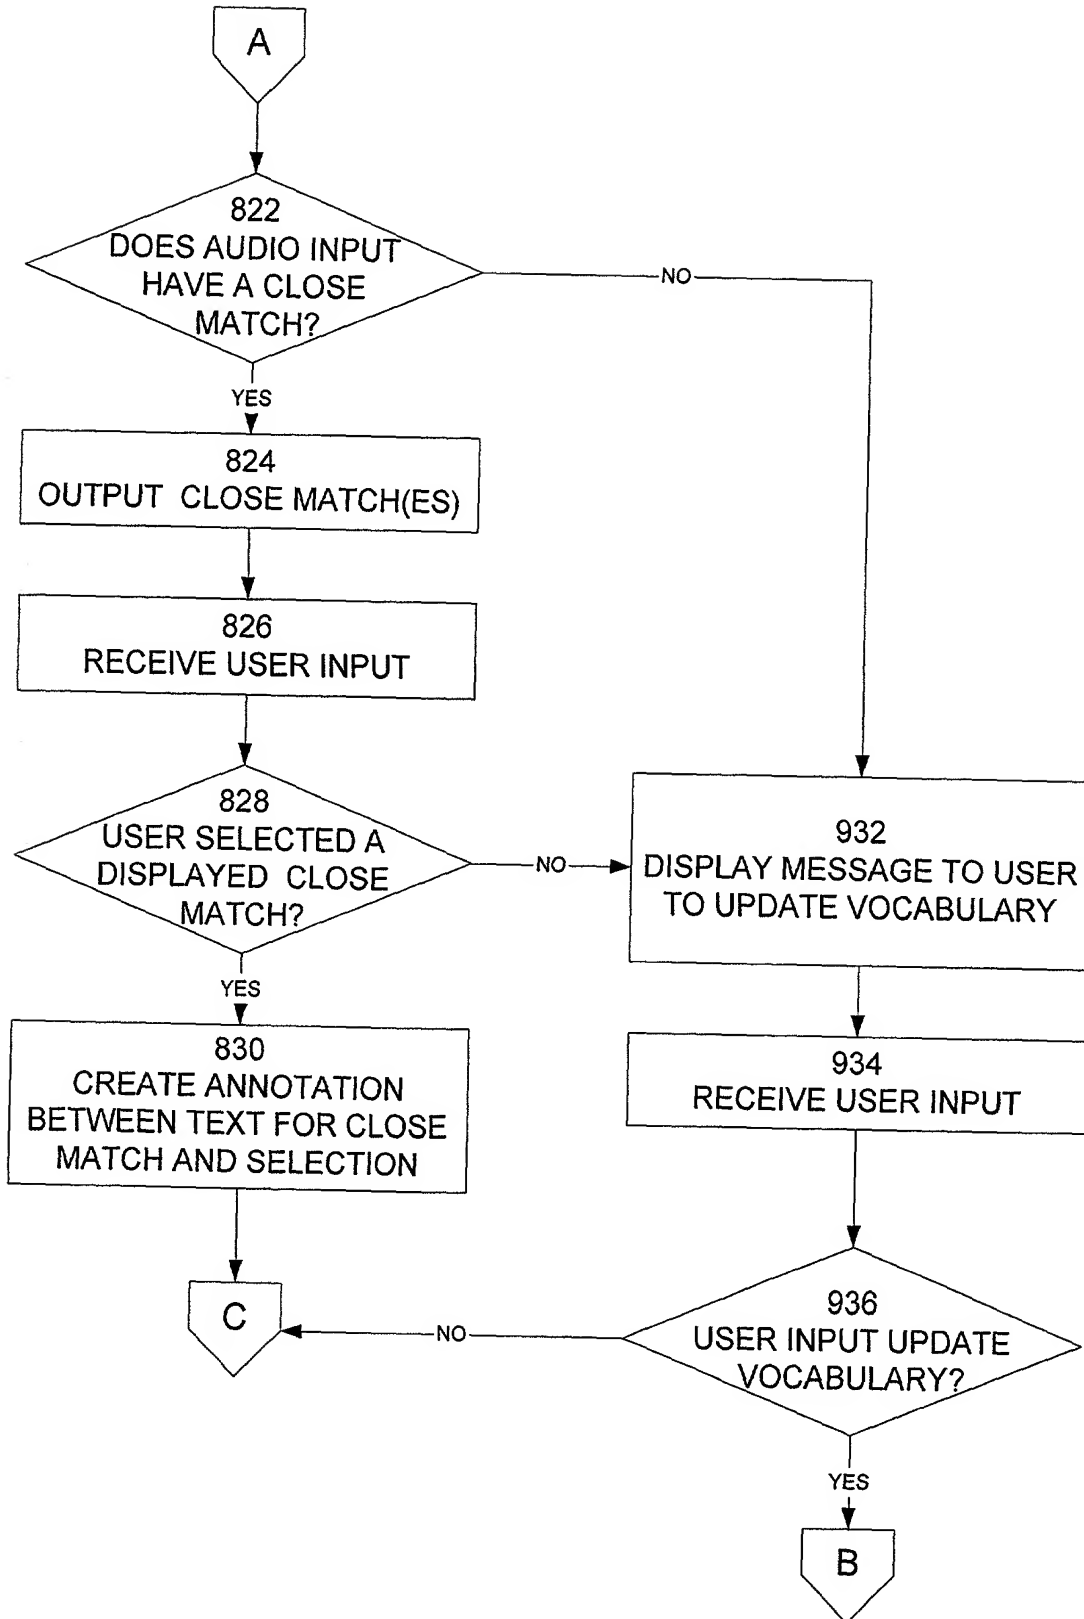 A
822
DOES AUDIO INPUT
HAVE A CLOSE
MATCH?
NO
YES
824
OUTPUT CLOSE MATCH(ES)
826
RECEIVE USER INPUT
828
USER SELECTED A
DISPLAYED CLOSE
MATCH?
NO
932
DISPLAY MESSAGE TO USER
TO UPDATE VOCABULARY
YES
830
CREATE ANNOTATION
BETWEEN TEXT FOR CLOSE
MATCH AND SELECTION
934
RECEIVE USER INPUT
C
NO
936
USER INPUT UPDATE
VOCABULARY?
YES
B